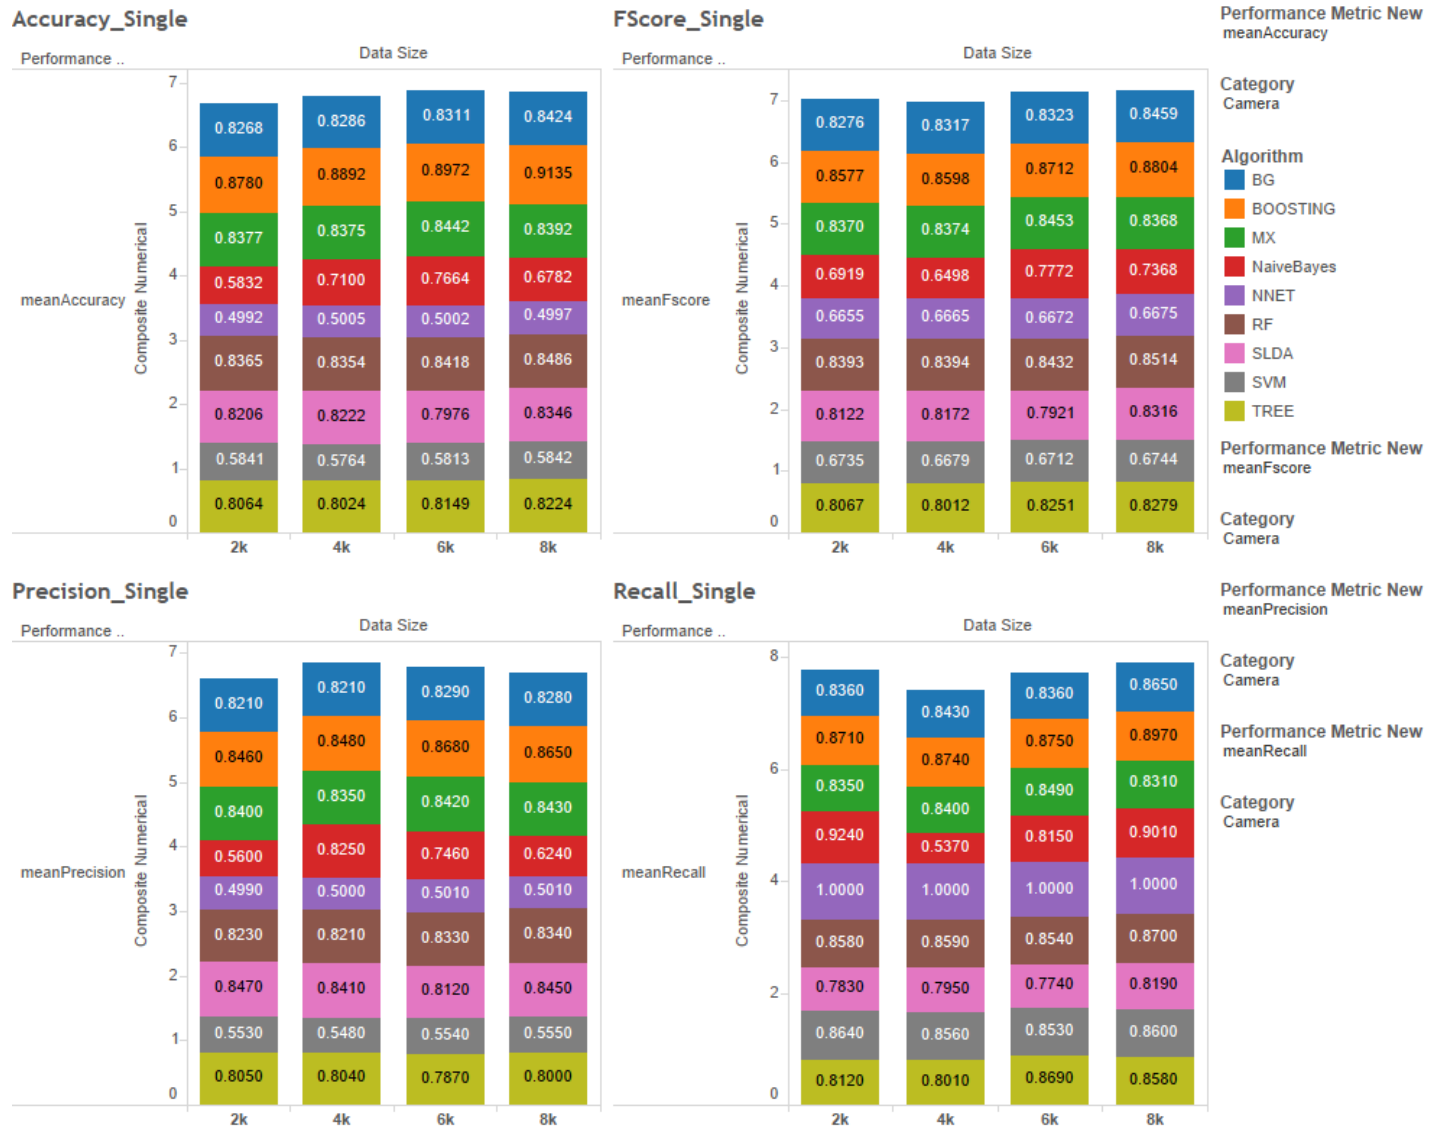 Accuracy_Single
Performance ..
Data Size
7
6
5
4
3
2
1
0
Composite Numerical
meanAccuracy
0.8268 0.8286 0.8311 0.8424
0.8780 0.8892 0.8972 0.9135
0.8377 0.8375 0.8442 0.8392
0.5832 0.7100 0.7664 0.6782
0.4992 0.5005 0.5002 0.4997
0.8365 0.8354 0.8418 0.8486
0.8206 0.8222 0.7976 0.8346
0.5841 0.5764 0.5813 0.5842
0.8064 0.8024 0.8149 0.8224
2k 4k 6k 8k
FScore_Single
Performance ..
Data Size
7
6
5
4
3
2
1
0
Composite Numerical
meanFscore
0.8276 0.8317 0.8323 0.8459
0.8577 0.8598 0.8712 0.8804
0.8370 0.8374 0.8453 0.8368
0.6919 0.6498 0.7772 0.7368
0.6655 0.6665 0.6672 0.6675
0.8393 0.8394 0.8432 0.8514
0.8122 0.8172 0.7921 0.8316
0.6735 0.6679 0.6712 0.6744
0.8067 0.8012 0.8251 0.8279
2k 4k 6k 8k
Performance Metric New
meanAccuracy
Category
Camera
Algorithm
BG
BOOSTING
MX
NaiveBayes
NNET
RF
SLDA
SVM
TREE
Performance Metric New
meanFscore
Category
Camera
Precision_Single
Performance ..
Data Size
7
6
5
4
3
2
1
0
Composite Numerical
meanPrecision
0.8210 0.8210 0.8290 0.8280
0.8460 0.8480 0.8680 0.8650
0.8400 0.8350 0.8420 0.8430
0.5600 0.8250 0.7460 0.6240
0.4990 0.5000 0.5010 0.5010
0.8230 0.8210 0.8330 0.8340
0.8470 0.8410 0.8120 0.8450
0.5530 0.5480 0.5540 0.5550
0.8050 0.8040 0.7870 0.8000
2k 4k 6k 8k
Recall_Single
Performance ..
Data Size
8
6
4
2
0
Composite Numerical
meanRecall
0.8360 0.8430 0.8360 0.8650
0.8710 0.8740 0.8750 0.8970
0.8350 0.8400 0.8490 0.8310
0.9240 0.5370 0.8150 0.9010
1.0000 1.0000 1.0000 1.0000
0.8580 0.8590 0.8540 0.8700
0.7830 0.7950 0.7740 0.8190
0.8640 0.8560 0.8530 0.8600
0.8120 0.8010 0.8690 0.8580
2k 4k 6k 8k
Performance Metric New
meanPrecision
Category
Camera
Performance Metric New
meanRecall
Category
Camera